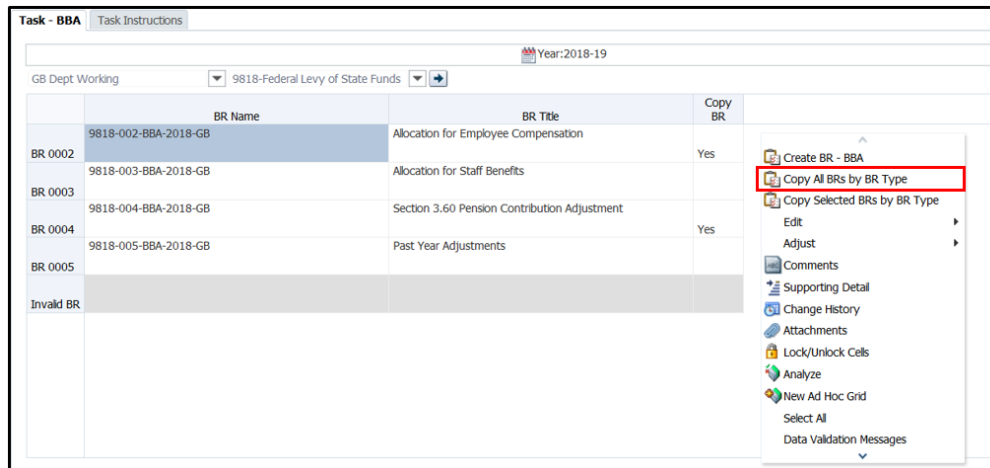 Task - BBA Task Instructions
Year:2018-19
GB Dept Working 9818-Federal Levy of State Funds
BR Name BR Title Copy BR
BR 0002 9818-002-BBA-2018-GB Allocation for Employee Compensation Yes
BR 0003 9818-003-BBA-2018-GB Allocation for Staff Benefits
BR 0004 9818-004-BBA-2018-GB Section 3.60 Pension Contribution Adjustment Yes
BR 0005 9818-005-BBA-2018-GB Past Year Adjustments
Invalid BR
Create BR - BBA
Copy All BRs by BR Type
Copy Selected BRs by BR Type
Edit
Adjust
Comments
Supporting Detail
Change History
Attachments
Lock/Unlock Cells
Analyze
New Ad Hoc Grid
Select All
Data Validation Messages